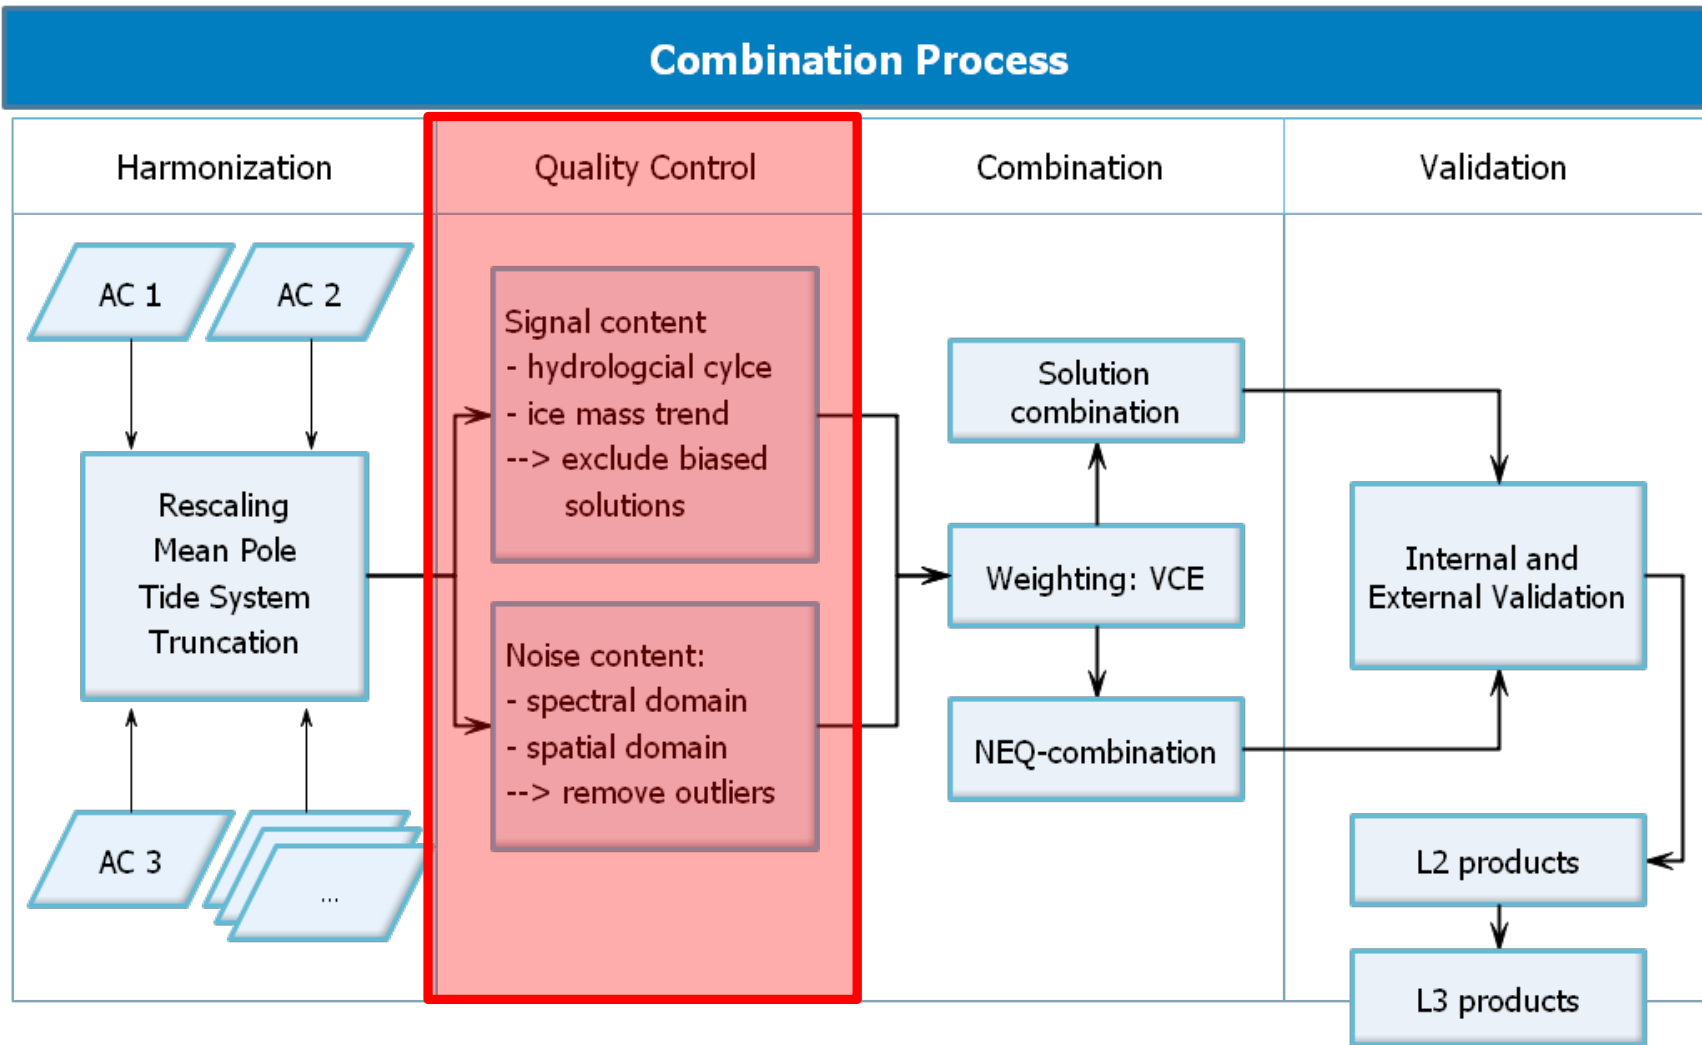 Combination Process
Harmonization
Quality Control
Combination
Validation
AC 1
AC 2
Rescaling
Mean Pole
Tide System
Truncation
AC 3
...
Signal content
- hydrologcial cylce
- ice mass trend
--> exclude biased
solutions
Noise content:
- spectral domain
- spatial domain
--> remove outliers
Solution
combination
Weighting: VCE
NEQ-combination
Internal and
External Validation
L2 products
L3 products